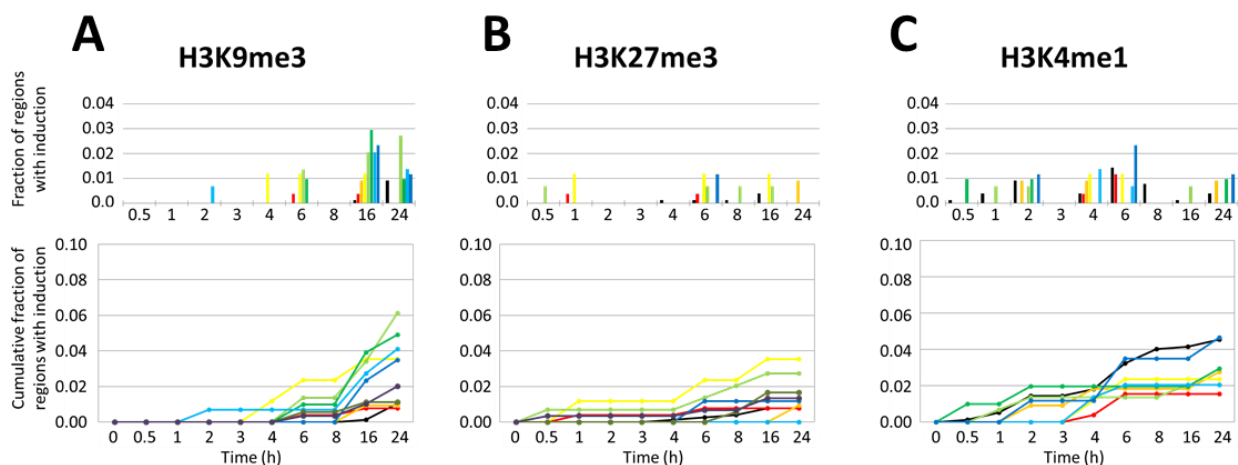 A
H3K9me3
B
H3K27me3
C
H3K4me1
Fraction of regions
with induction
0.04
0.03
0.02
0.01
0.00
0.5 1 2 3 4 6 8 16 24
0.04
0.03
0.02
0.01
0.00
0.5 1 2 3 4 6 8 16 24
0.04
0.03
0.02
0.01
0.00
0.5 1 2 3 4 6 8 16 24
Cumulative fraction of
regions with induction
0.10
0.08
0.06
0.04
0.02
0.00
0 0.5 1 2 3 4 6 8 16 24
Time (h)
0.10
0.08
0.06
0.04
0.02
0.00
0 0.5 1 2 3 4 6 8 16 24
Time (h)
0.10
0.08
0.06
0.04
0.02
0.00
0 0.5 1 2 3 4 6 8 16 24
Time (h)